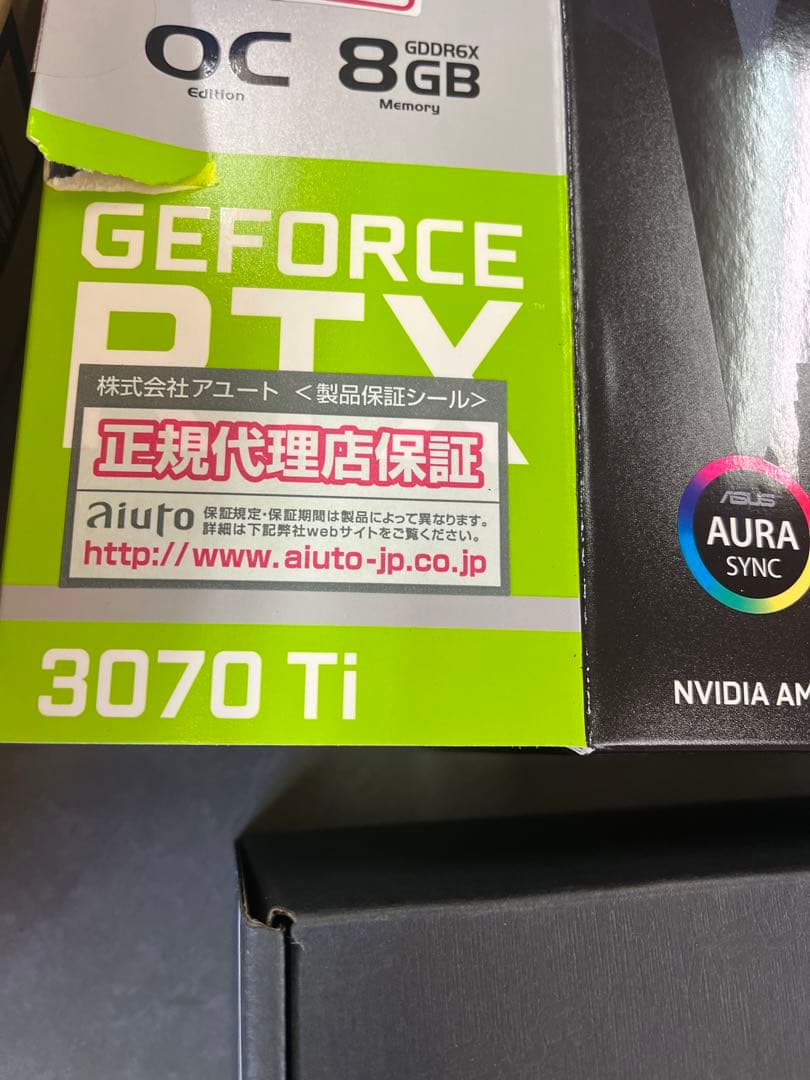 OC
Edition
8GB
GDDR6X
Memory
GEFORCE
RTX
™
株式会社アユート <製品保証シール>
正規代理店保証
aiuto
保証規定・保証期間は製品によって異なります。
詳細は下記弊社webサイトをご覧ください。
http://www.aiuto-jp.co.jp
3070 Ti
ASUS
AURA
SYNC
NVIDIA